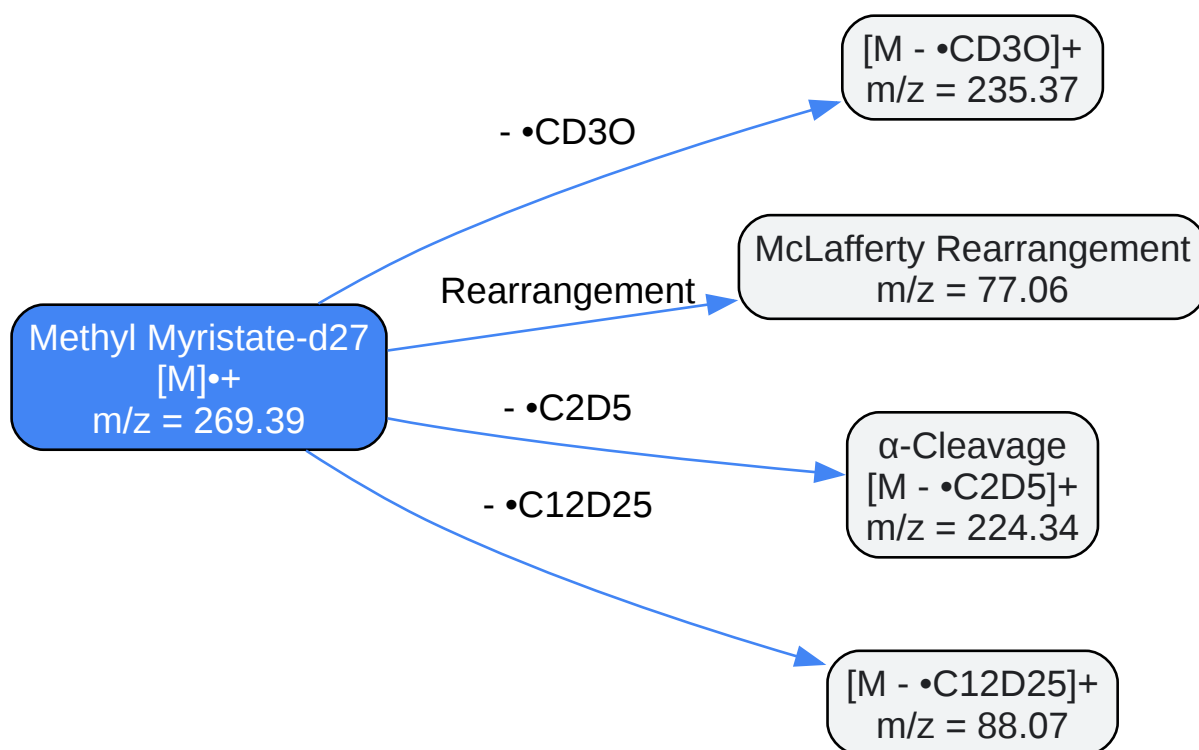 [M - •CD3O]+
m/z = 235.37
- •CD3O
McLafferty Rearrangement
m/z = 77.06
Rearrangement
Methyl Myristate-d27
[M]•+
m/z = 269.39
- •C2D5
α-Cleavage
[M - •C2D5]+
m/z = 224.34
- •C12D25
[M - •C12D25]+
m/z = 88.07